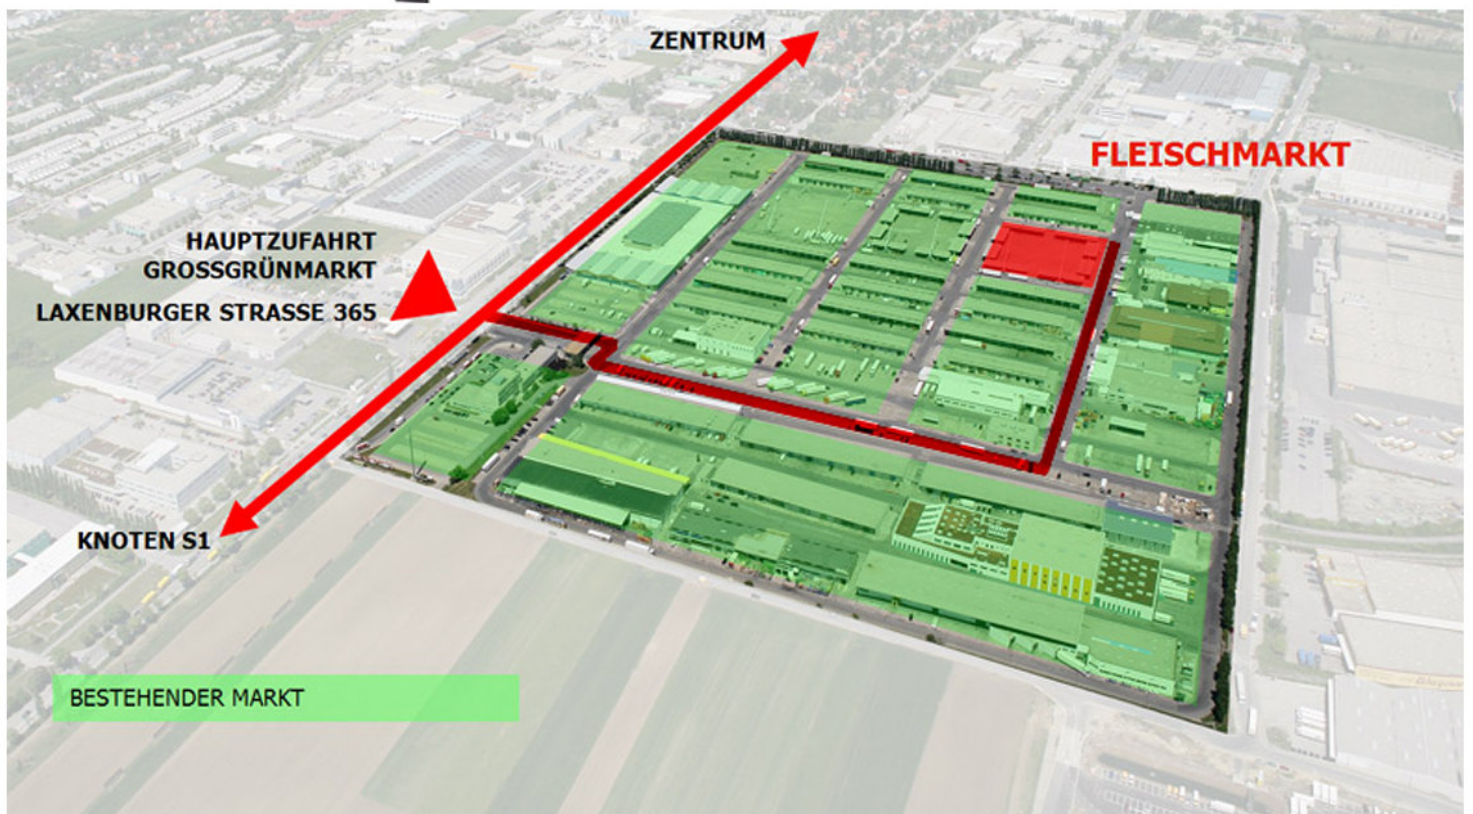 ZENTRUM
FLEISCHMARKT
HAUPTZUFAHRT
GROSSGRÜNMARKT
LAXENBURGER STRASSE 365
KNOTEN S1
BESTEHENDER MARKT